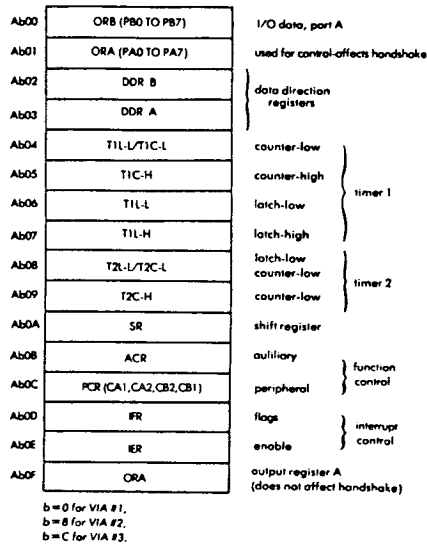 Ab00 ORB (PB0 TO PB7) I/O data, part A
Ab01 ORA (PA0 TO PA7) used for control-affects handshake
Ab02 DDR B
data direction
registers
Ab03 DDR A
Ab04 T1L-L/T1C-L counter-low
Ab05 T1C-H counter-high
timer 1
Ab06 T1L-L latch-low
Ab07 T1L-H latch-high
Ab08 T2L-L/T2C-L latch-low
counter-low
timer 2
Ab09 T2C-H counter-low
Ab0A SR shift register
Ab0B ACR auliliary
function
control
Ab0C PCR (CA1,CA2,CB2,CB1) peripheral
Ab0D IFR flags
interrupt
control
Ab0E IER enable
Ab0F ORA output register A
(does not affect handshake)
b=0 for VIA #1,
b=8 for VIA #2,
b=C for VIA #3,